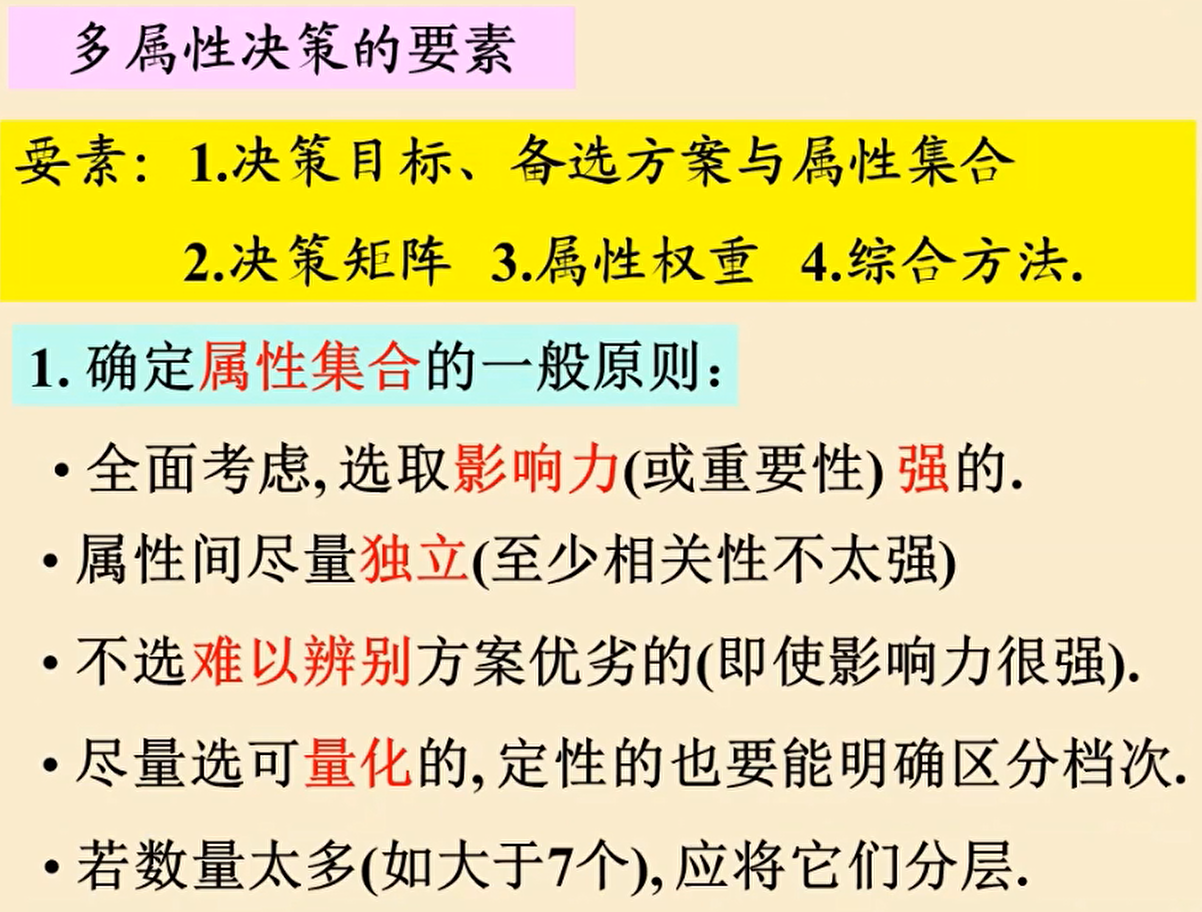 多属性决策的要素
要素：1.决策目标、备选方案与属性集合
2.决策矩阵 3.属性权重 4.综合方法.
1. 确定属性集合的一般原则：
• 全面考虑, 选取影响力(或重要性) 强的.
• 属性间尽量独立(至少相关性不太强)
• 不选难以辨别方案优劣的(即使影响力很强).
• 尽量选可量化的, 定性的也要能明确区分档次.
• 若数量太多(如大于7个), 应将它们分层.